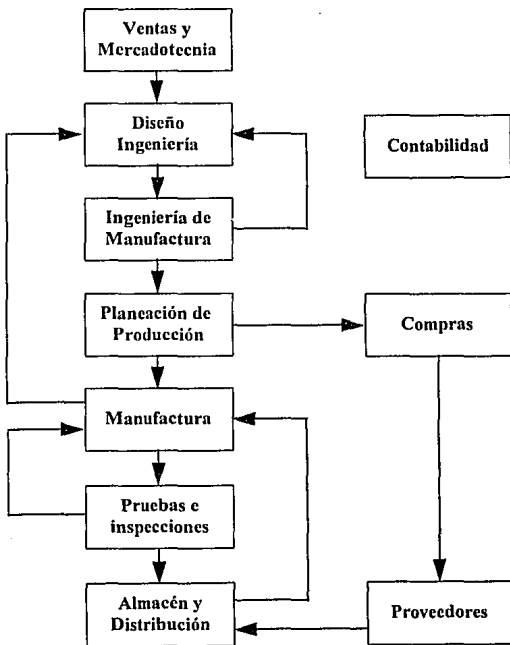 Ventas y
Mercadotecnia
Diseño
Ingeniería
Contabilidad
Ingeniería de
Manufactura
Planeación de
Producción
Compras
Manufactura
Pruebas e
inspecciones
Almacén y
Distribución
Proveedores